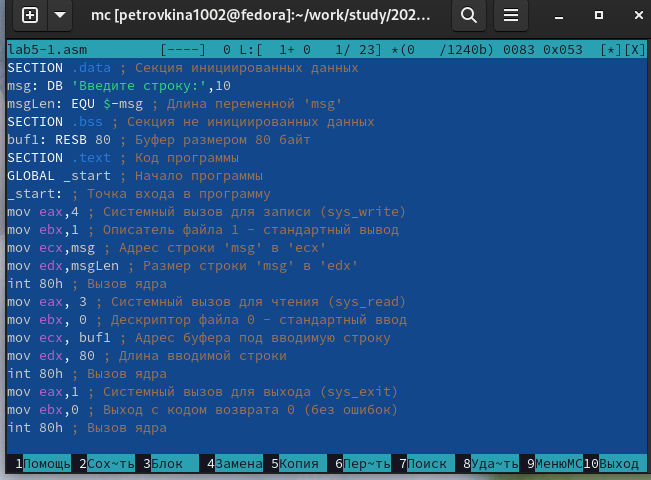 mc [petrovkina1002@fedora]:~/work/study/202...
lab5-1.asm [----] 0 L:[ 1+ 0 1/ 23] *(0 /1240b) 0083 0x053 [*][X]
SECTION .data ; Секция инициированных данных
msg: DB 'Введите строку:',10
msgLen: EQU $-msg ; Длина переменной 'msg'
SECTION .bss ; Секция не инициированных данных
buf1: RESB 80 ; Буфер размером 80 байт
SECTION .text ; Код программы
GLOBAL _start ; Начало программы
_start: ; Точка входа в программу
mov eax,4 ; Системный вызов для записи (sys_write)
mov ebx,1 ; Описатель файла 1 - стандартный вывод
mov ecx,msg ; Адрес строки 'msg' в 'ecx'
mov edx,msgLen ; Размер строки 'msg' в 'edx'
int 80h ; Вызов ядра
mov eax, 3 ; Системный вызов для чтения (sys_read)
mov ebx, 0 ; Дескриптор файла 0 - стандартный ввод
mov ecx, buf1 ; Адрес буфера под вводимую строку
mov edx, 80 ; Длина вводимой строки
int 80h ; Вызов ядра
mov eax,1 ; Системный вызов для выхода (sys_exit)
mov ebx,0 ; Выход с кодом возврата 0 (без ошибок)
int 80h ; Вызов ядра
1Помощь 2Сох~ть 3Блок 4Замена 5Копия 6Пер~ть 7Поиск 8Уда~ть 9МенюMC 10Выход